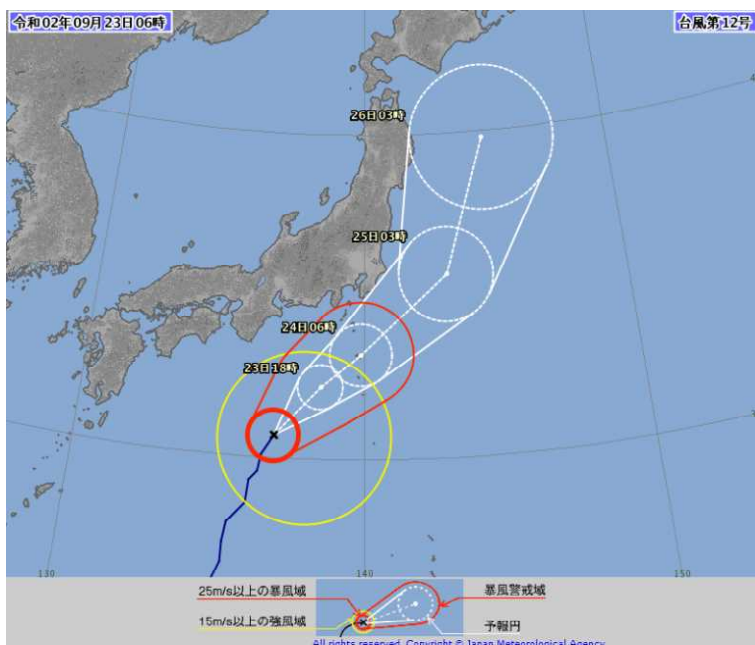 令和02年09月23日06時
台風第12号
26日03時
25日03時
24日06時
23日18時
130
140
150
25m/s以上の暴風域
暴風警戒域
15m/s以上の強風域
予報円
All rights reserved. Copyright © Japan Meteorological Agency